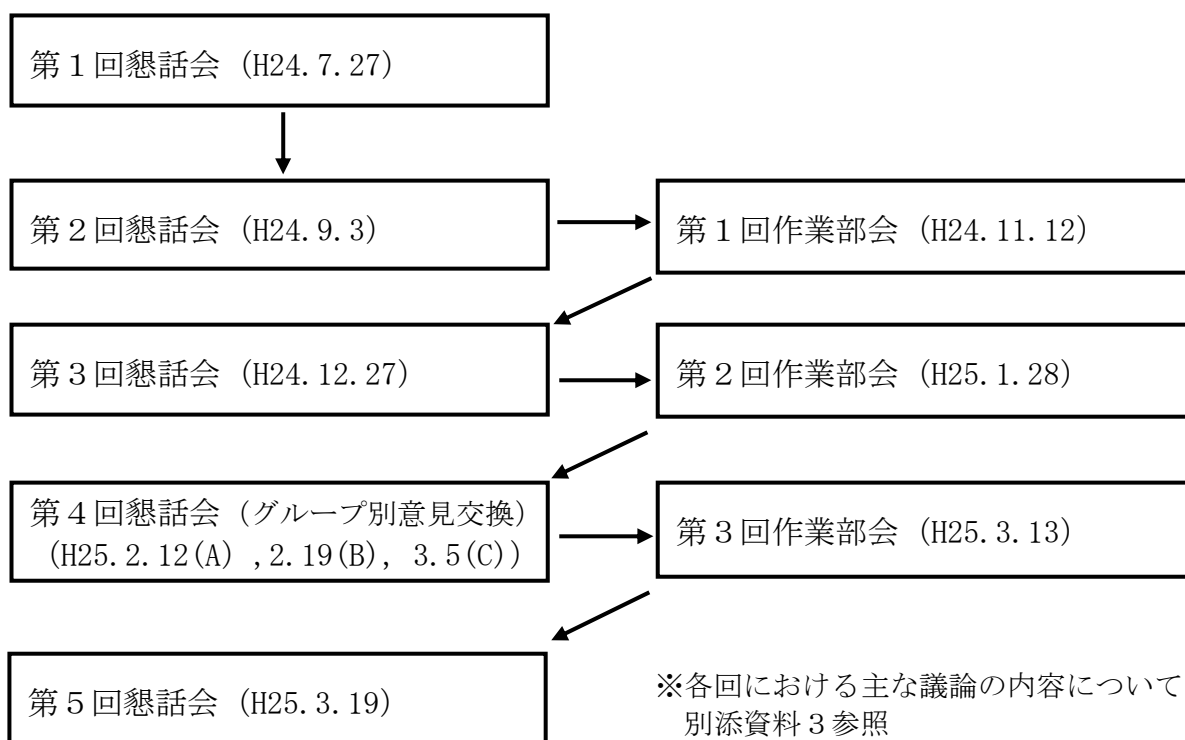 第１回懇話会（H24.7.27）
第２回懇話会（H24.9.3）
第１回作業部会（H24.11.12）
第３回懇話会（H24.12.27）
第２回作業部会（H25.1.28）
第４回懇話会（グループ別意見交換）
（H25.2.12(A) ,2.19(B), 3.5(C)）
第３回作業部会（H25.3.13）
第５回懇話会（H25.3.19）
※各回における主な議論の内容について
別添資料３参照